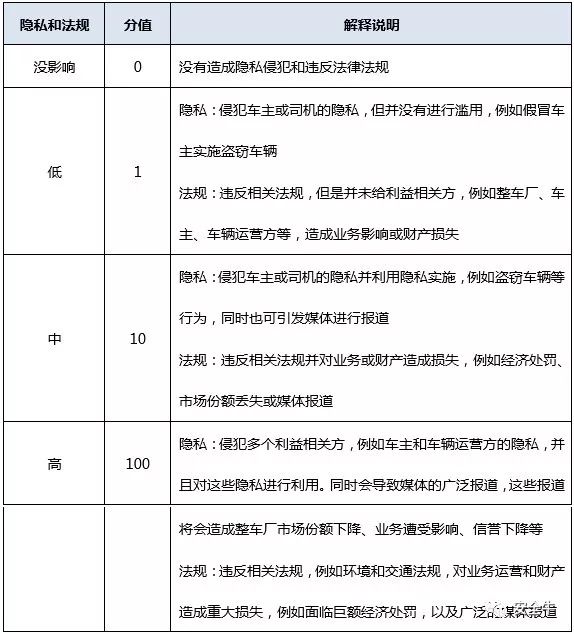 隐私和法规 分值 解释说明
没影响 0 没有造成隐私侵犯和违反法律法规
隐私：侵犯车主或司机的隐私，但并没有进行滥用，例如假冒车
主实施盗窃车辆
低 1
法规：违反相关法规，但是并未给利益相关方，例如整车厂、车
主、车辆运营方等，造成业务影响或财产损失
隐私：侵犯车主或司机的隐私并利用隐私实施，例如盗窃车辆等
行为，同时也可引发媒体进行报道
中 10
法规：违反相关法规并对业务或财产造成损失，例如经济处罚、
市场份额丢失或媒体报道
隐私：侵犯多个利益相关方，例如车主和车辆运营方的隐私，并
高 100
且对这些隐私进行利用。同时会导致媒体的广泛报道，这些报道
将会造成整车厂市场份额下降、业务遭受影响、信誉下降等
法规：违反相关法规，例如环境和交通法规，对业务运营和财产
造成重大损失，例如面临巨额经济处罚，以及广泛的媒体报道
安全牛